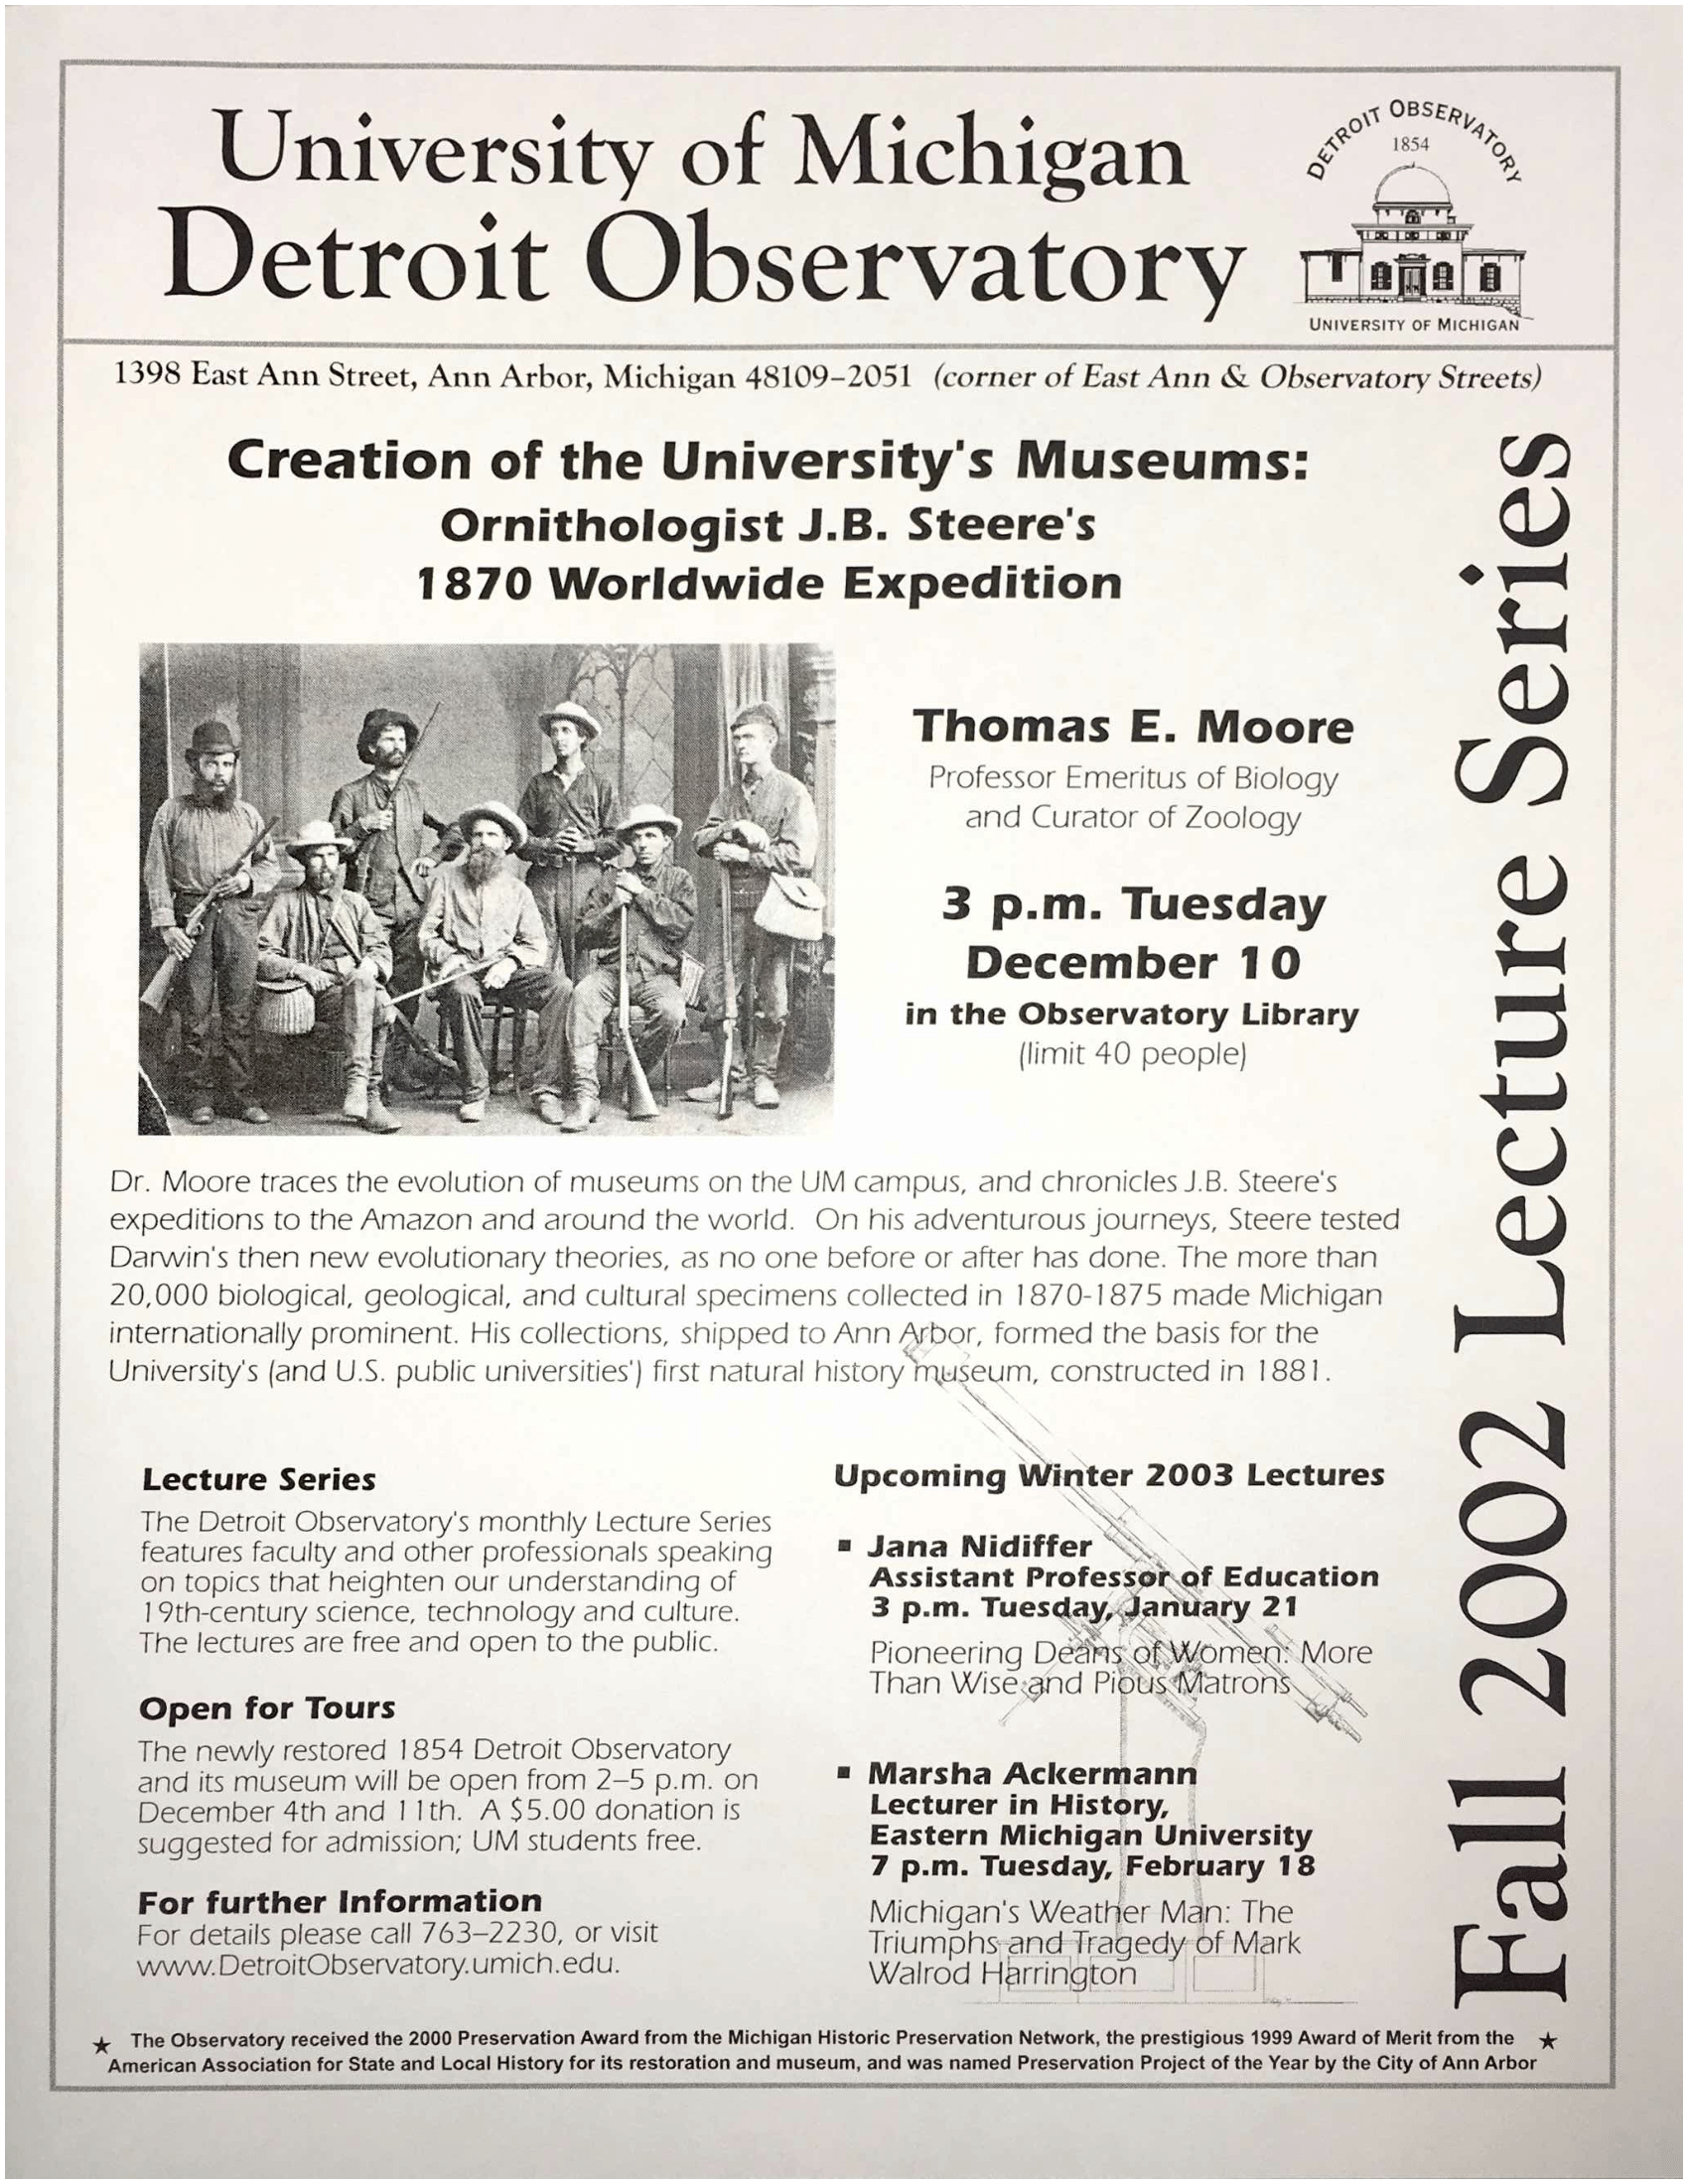 University of Michigan
Detroit Observatory
DETROIT OBSERVATORY
1854
UNIVERSITY OF MICHIGAN
1398 East Ann Street, Ann Arbor, Michigan 48109-2051 (corner of East Ann & Observatory Streets)
Creation of the University's Museums:
Ornithologist J.B. Steere's
1870 Worldwide Expedition
Thomas E. Moore
Professor Emeritus of Biology
and Curator of Zoology
3 p.m. Tuesday
December 10
in the Observatory Library
(limit 40 people)
Dr. Moore traces the evolution of museums on the UM campus, and chronicles J.B. Steere's
expeditions to the Amazon and around the world. On his adventurous journeys, Steere tested
Darwin's then new evolutionary theories, as no one before or after has done. The more than
20,000 biological, geological, and cultural specimens collected in 1870-1875 made Michigan
internationally prominent. His collections, shipped to Ann Arbor, formed the basis for the
University's (and U.S. public universities') first natural history museum, constructed in 1881.
Lecture Series
The Detroit Observatory's monthly Lecture Series
features faculty and other professionals speaking
on topics that heighten our understanding of
19th-century science, technology and culture.
The lectures are free and open to the public.
Open for Tours
The newly restored 1854 Detroit Observatory
and its museum will be open from 2–5 p.m. on
December 4th and 11th. A $5.00 donation is
suggested for admission; UM students free.
For further Information
For details please call 763–2230, or visit
www.DetroitObservatory.umich.edu.
Upcoming Winter 2003 Lectures
▪ Jana Nidiffer
Assistant Professor of Education
3 p.m. Tuesday, January 21
Pioneering Deans of Women: More
Than Wise and Pious Matrons
▪ Marsha Ackermann
Lecturer in History,
Eastern Michigan University
7 p.m. Tuesday, February 18
Michigan's Weather Man: The
Triumphs and Tragedy of Mark
Walrod Harrington
Fall 2002 Lecture Series
★ The Observatory received the 2000 Preservation Award from the Michigan Historic Preservation Network, the prestigious 1999 Award of Merit from the ★
American Association for State and Local History for its restoration and museum, and was named Preservation Project of the Year by the City of Ann Arbor